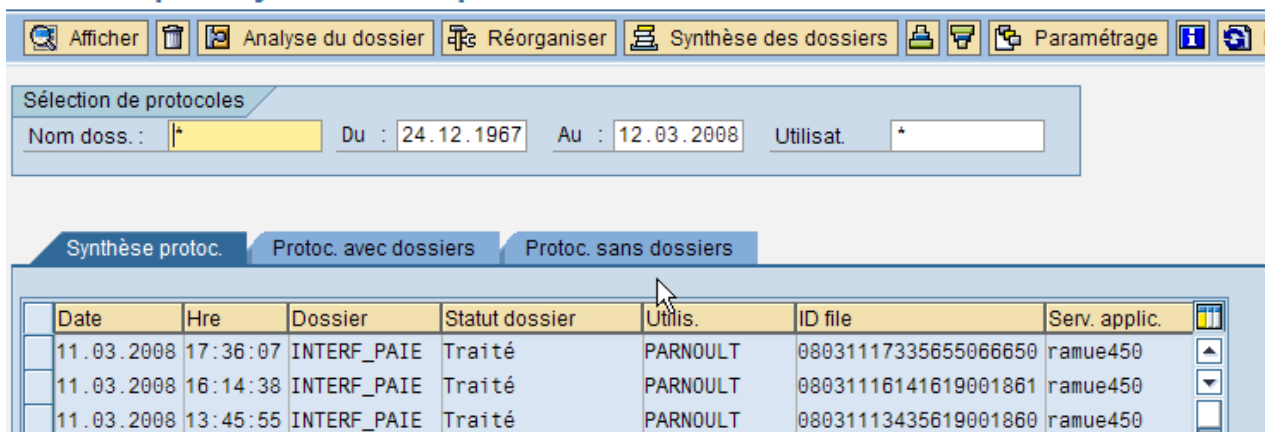 Afficher Analyse du dossier Réorganiser Synthèse des dossiers Paramétrage
Sélection de protocoles
Nom doss. : * Du : 24.12.1967 Au : 12.03.2008 Utilisat. *
Synthèse protoc. Protoc. avec dossiers Protoc. sans dossiers
Date Hre Dossier Statut dossier Utilis. ID file Serv. applic.
11.03.2008 17:36:07 INTERF_PAIE Traité PARNOULT 08031117335655066650 ramue450
11.03.2008 16:14:38 INTERF_PAIE Traité PARNOULT 08031116141619001861 ramue450
11.03.2008 13:45:55 INTERF_PAIE Traité PARNOULT 08031113435619001860 ramue450